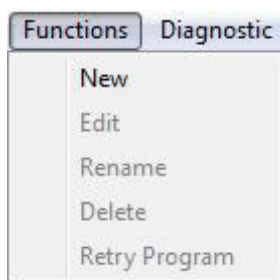 Functions Diagnostic
New
Edit
Rename
Delete
Retry Program